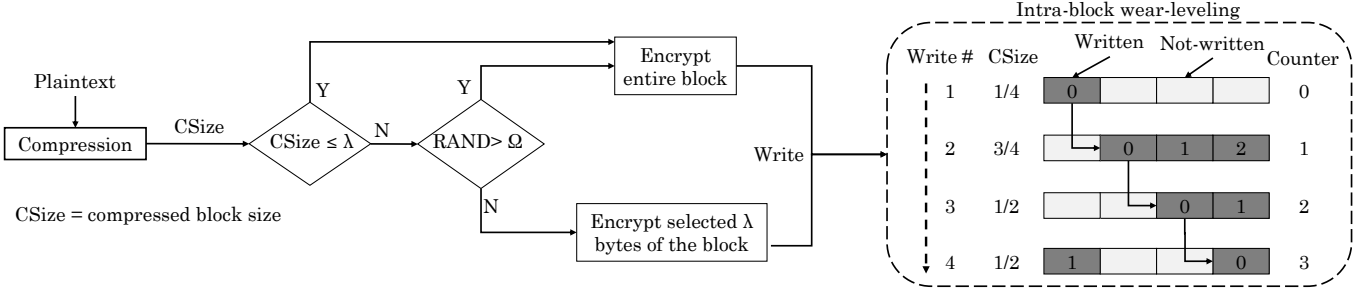 Intra-block wear-leveling
Plaintext
Compression
CSize
CSize = compressed block size
CSize ≤ λ
Y
N
RAND> Ω
Y
N
Encrypt
entire block
Encrypt selected λ
bytes of the block
Write
Write # CSize Written Not-written Counter
1 1/4 0 0
2 3/4 0 1 2 1
3 1/2 0 1 2
4 1/2 1 0 3